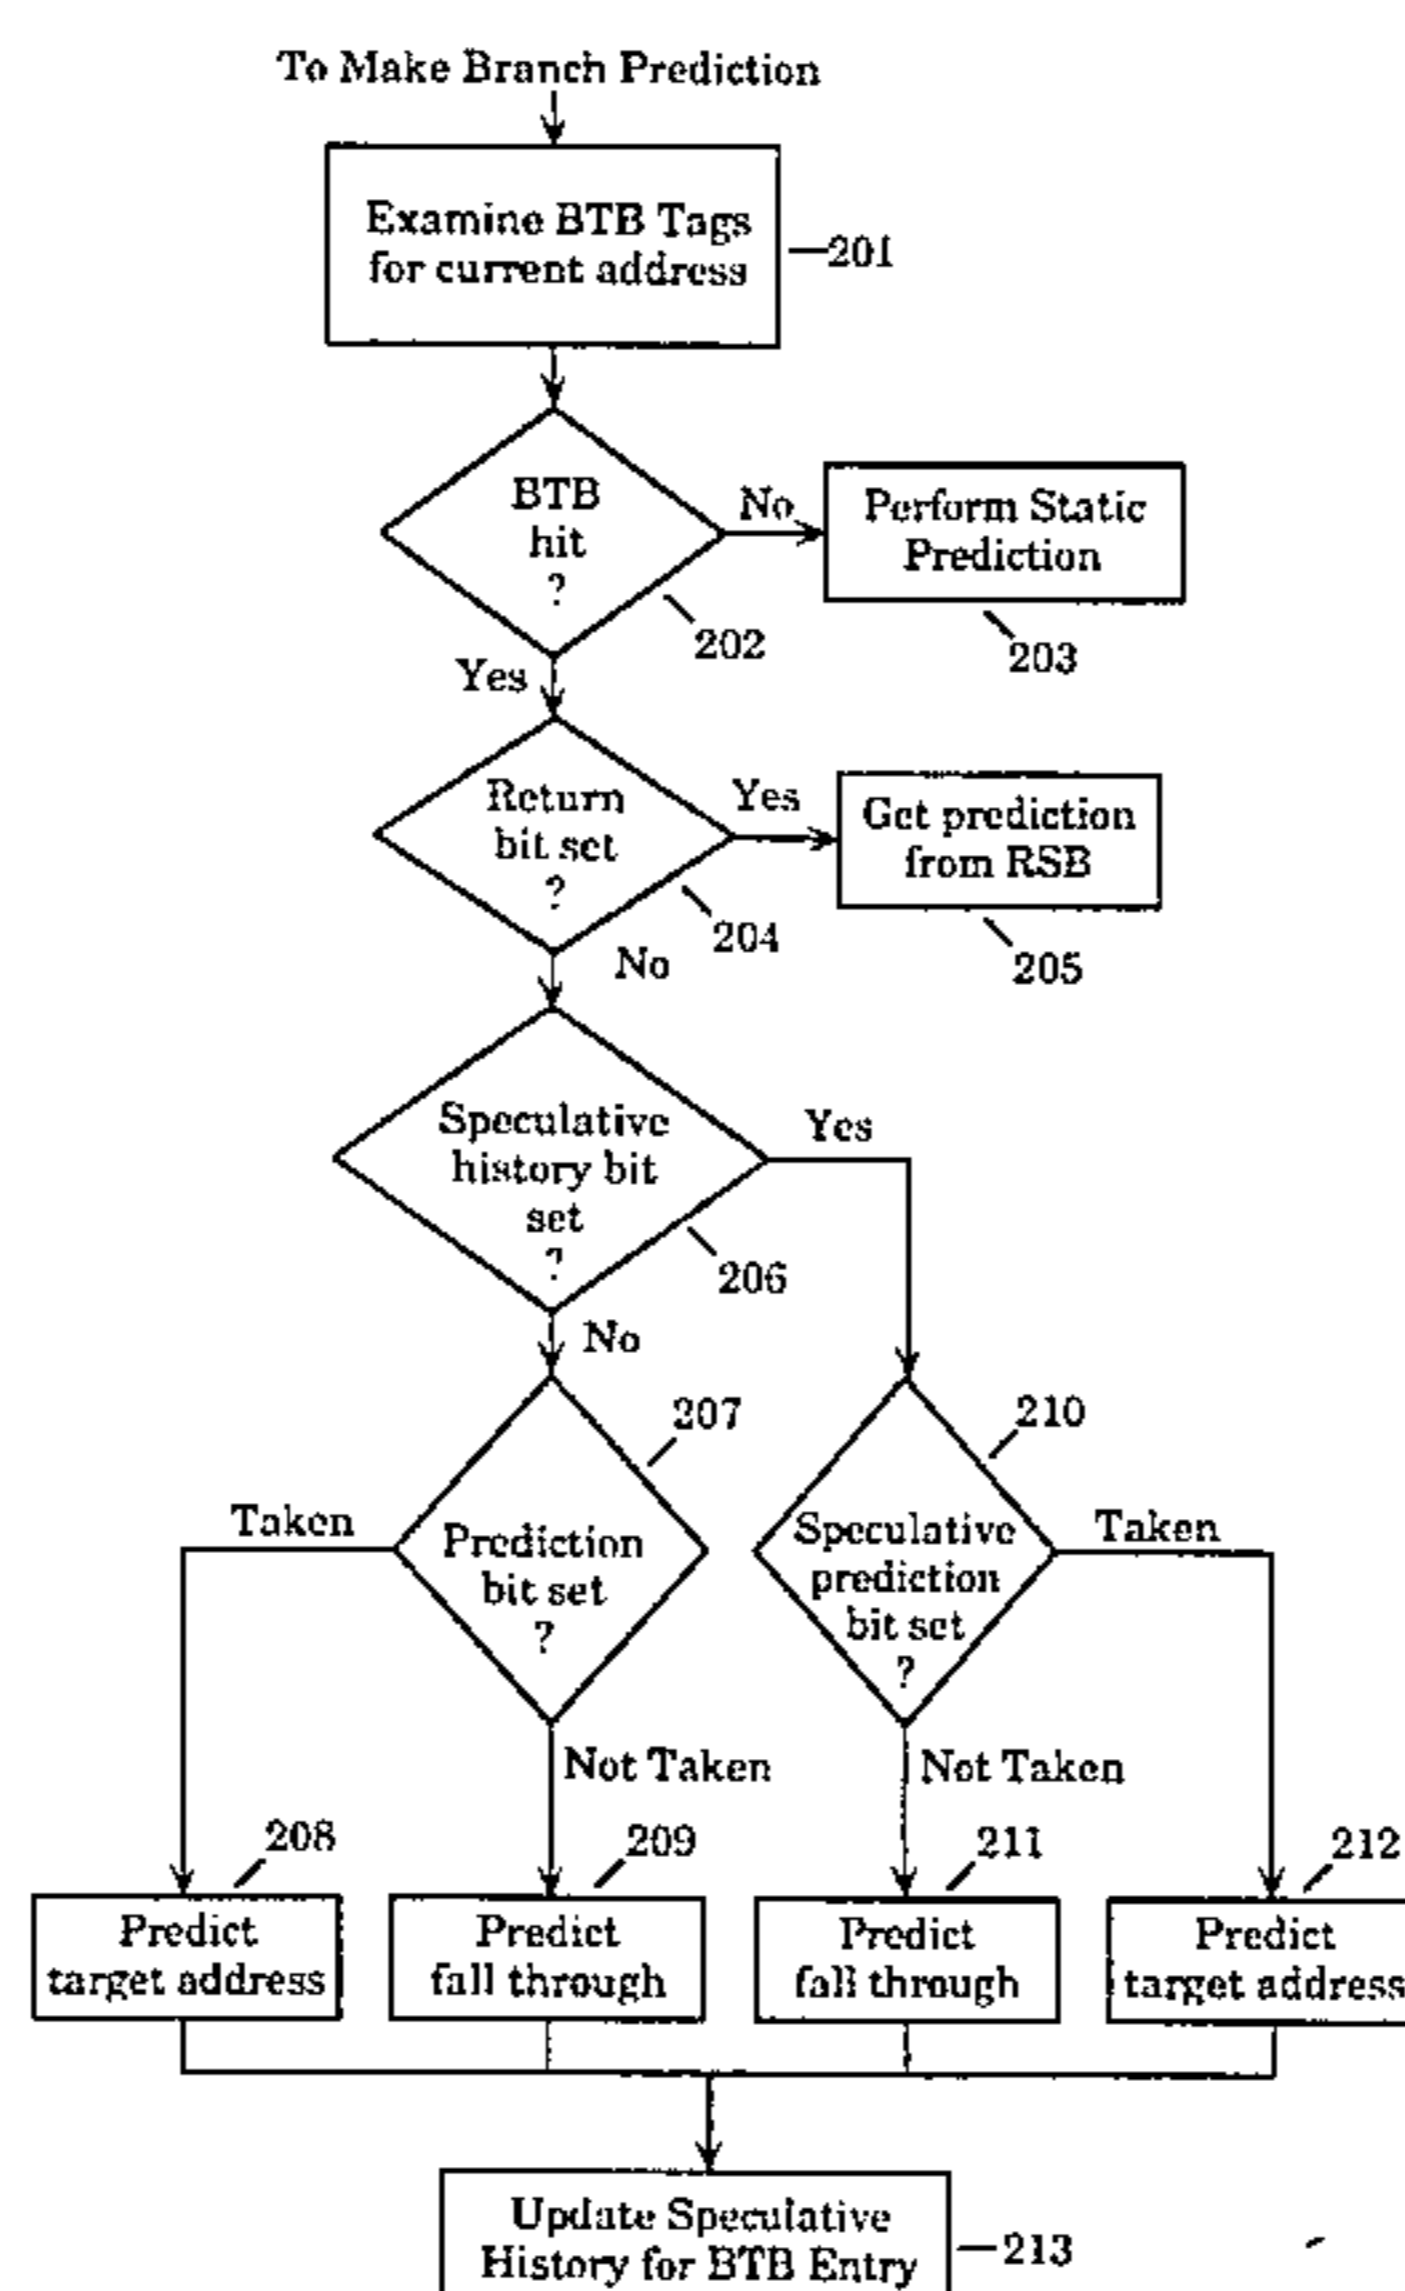 To Make Branch Prediction
Examine BTB Tags
for current address
201
BTB
hit
?
No
Perform Static
Prediction
202
203
Yes
Return
bit set
?
Yes
Get prediction
from RSB
204
205
No
Speculative
history bit
set
?
Yes
206
No
207
210
Taken
Prediction
bit set
?
Speculative
prediction
bit set
?
Taken
Not Taken
Not Taken
208
209
211
212
Predict
target address
Predict
fall through
Predict
fall through
Predict
target address
Update Speculative
History for BTB Entry
213